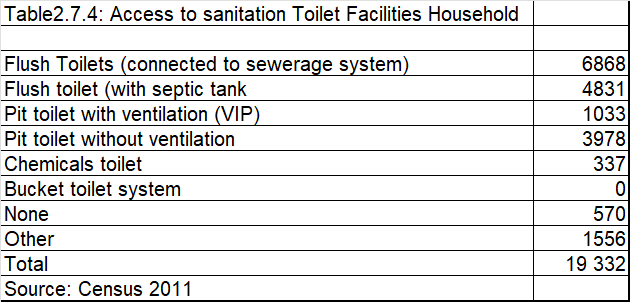 Table2.7.4: Access to sanitation Toilet Facilities Household
Flush Toilets (connected to sewerage system) 6868
Flush toilet (with septic tank 4831
Pit toilet with ventilation (VIP) 1033
Pit toilet without ventilation 3978
Chemicals toilet 337
Bucket toilet system 0
None 570
Other 1556
Total 19 332
Source: Census 2011